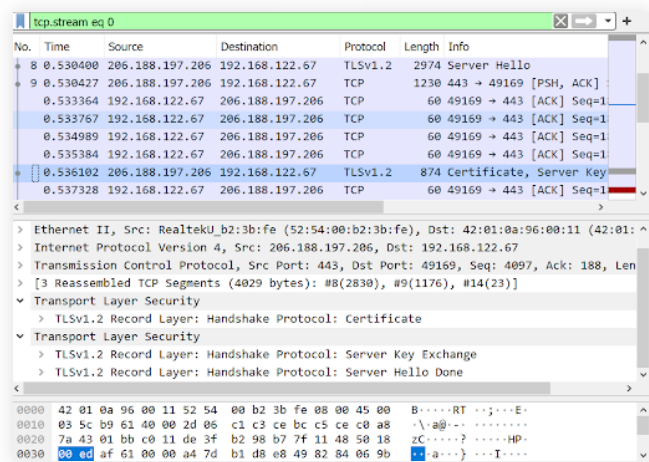 tcp.stream eq 0
No. Time Source Destination Protocol Length Info
8 0.530400 206.188.197.206 192.168.122.67 TLSv1.2 2974 Server Hello
9 0.530427 206.188.197.206 192.168.122.67 TCP 1230 443 → 49169 [PSH, ACK]
0.533364 192.168.122.67 206.188.197.206 TCP 60 49169 → 443 [ACK] Seq=1
0.533767 192.168.122.67 206.188.197.206 TCP 60 49169 → 443 [ACK] Seq=1
0.534989 192.168.122.67 206.188.197.206 TCP 60 49169 → 443 [ACK] Seq=1
0.535384 192.168.122.67 206.188.197.206 TCP 60 49169 → 443 [ACK] Seq=1
0.536102 206.188.197.206 192.168.122.67 TLSv1.2 874 Certificate, Server Key
0.537328 192.168.122.67 206.188.197.206 TCP 60 49169 → 443 [ACK] Seq=1
Ethernet II, Src: RealtekU_b2:3b:fe (52:54:00:b2:3b:fe), Dst: 42:01:0a:96:00:11 (42:01:
Internet Protocol Version 4, Src: 206.188.197.206, Dst: 192.168.122.67
Transmission Control Protocol, Src Port: 443, Dst Port: 49169, Seq: 4097, Ack: 188, Len
[3 Reassembled TCP Segments (4029 bytes): #8(2830), #9(1176), #14(23)]
Transport Layer Security
TLSv1.2 Record Layer: Handshake Protocol: Certificate
Transport Layer Security
TLSv1.2 Record Layer: Handshake Protocol: Server Key Exchange
TLSv1.2 Record Layer: Handshake Protocol: Server Hello Done
0000 42 01 0a 96 00 11 52 54 00 b2 3b fe 08 00 45 00 B·····RT ··;···E·
0010 03 5c b9 61 40 00 2d 06 c1 c3 ce bc c5 ce c0 a8 ·\·a@·-· ········
0020 7a 43 01 bb c0 11 de 3f b2 98 b7 7f 11 48 50 18 zC·····? ·····HP·
0030 00 ed af 61 00 00 a4 7d b1 d8 e8 49 82 84 06 9b ···a···} ···I····